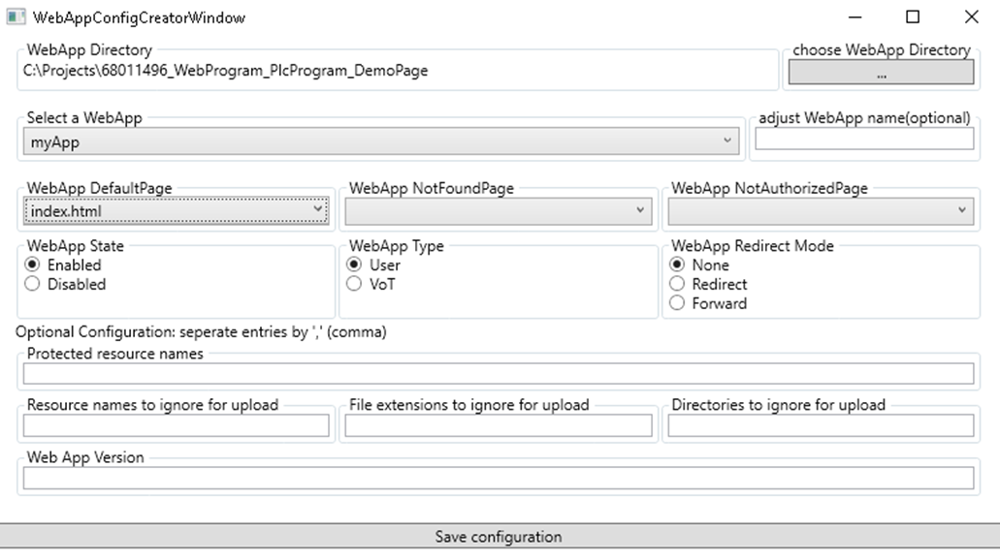 WebAppConfigCreatorWindow
WebApp Directory
choose WebApp Directory
C:\Projects\68011496_WebProgram_PlcProgram_DemoPage
...
Select a WebApp
adjust WebApp name(optional)
myApp
WebApp DefaultPage
WebApp NotFoundPage
WebApp NotAuthorizedPage
index.html
WebApp State
WebApp Type
WebApp Redirect Mode
Enabled
User
None
Disabled
VoT
Redirect
Forward
Optional Configuration: seperate entries by ',' (comma)
Protected resource names
Resource names to ignore for upload
File extensions to ignore for upload
Directories to ignore for upload
Web App Version
Save configuration